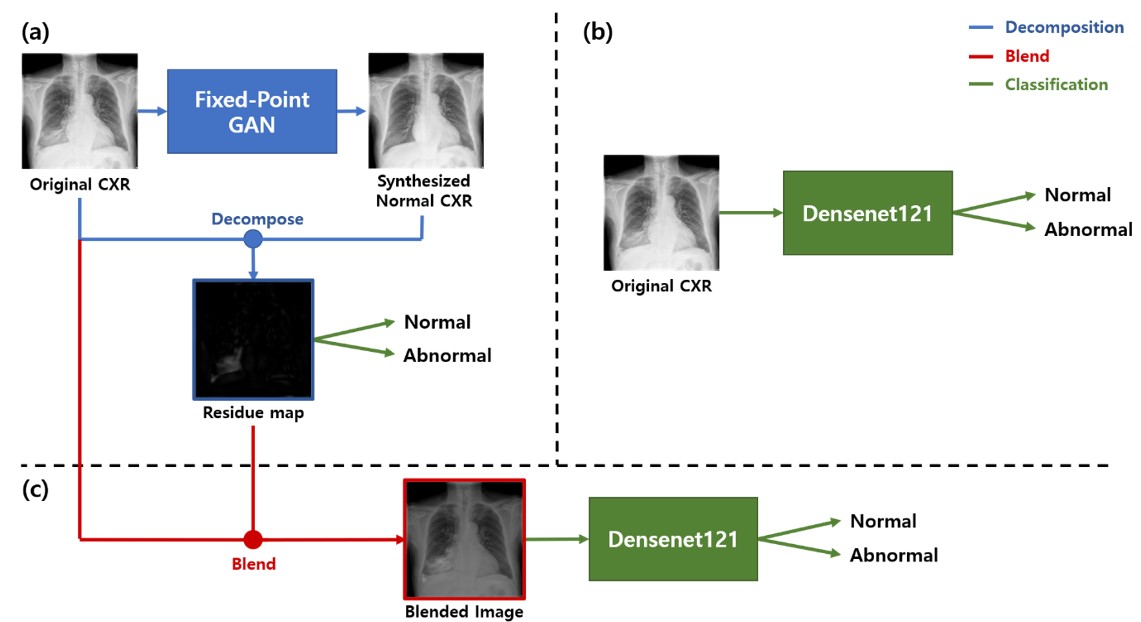 (a)
Original CXR
Fixed-Point
GAN
Synthesized
Normal CXR
Decompose
Residue map
Normal
Abnormal
(b)
Decomposition
Blend
Classification
Original CXR
Densenet121
Normal
Abnormal
(c)
Blend
Blended Image
Densenet121
Normal
Abnormal